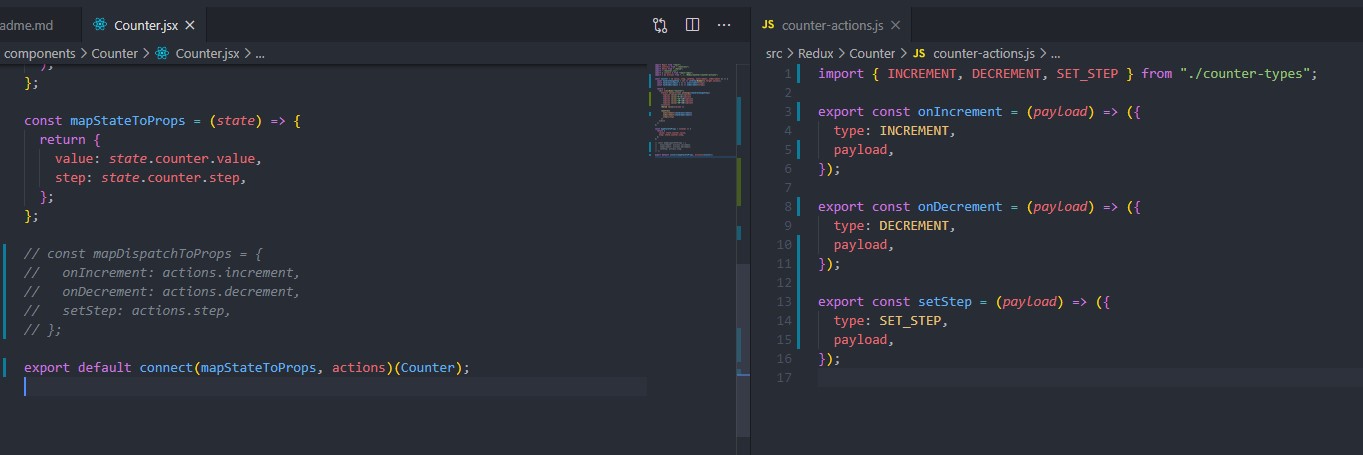 adme.md
Counter.jsx
components > Counter > Counter.jsx > ...
};
const mapStateToProps = (state) => {
return {
value: state.counter.value,
step: state.counter.step,
};
};
// const mapDispatchToProps = {
//   onIncrement: actions.increment,
//   onDecrement: actions.decrement,
//   setStep: actions.step,
// };
export default connect(mapStateToProps, actions)(Counter);
JS counter-actions.js
src > Redux > Counter > JS counter-actions.js > ...
1 import { INCREMENT, DECREMENT, SET_STEP } from "./counter-types";
2
3 export const onIncrement = (payload) => ({
4 type: INCREMENT,
5 payload,
6 });
7
8 export const onDecrement = (payload) => ({
9 type: DECREMENT,
10 payload,
11 });
12
13 export const setStep = (payload) => ({
14 type: SET_STEP,
15 payload,
16 });
17